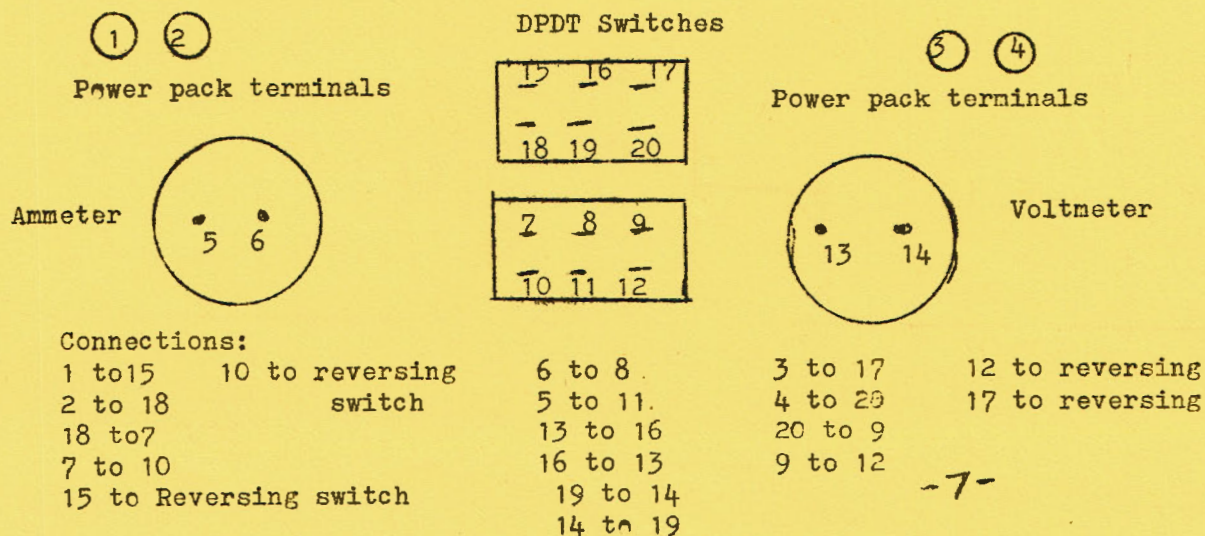 DPDT Switches
1 2
Power pack terminals
3 4
Power pack terminals
15 16 17
18 19 20
Ammeter
5 6
7 8 9
10 11 12
Voltmeter
13 14
Connections:
1 to15
2 to 18
18 to7
7 to 10
15 to Reversing switch
10 to reversing
switch
6 to 8.
5 to 11.
13 to 16
16 to 13
19 to 14
14 to 19
3 to 17
4 to 20
20 to 9
9 to 12
12 to reversing
17 to reversing
-7-